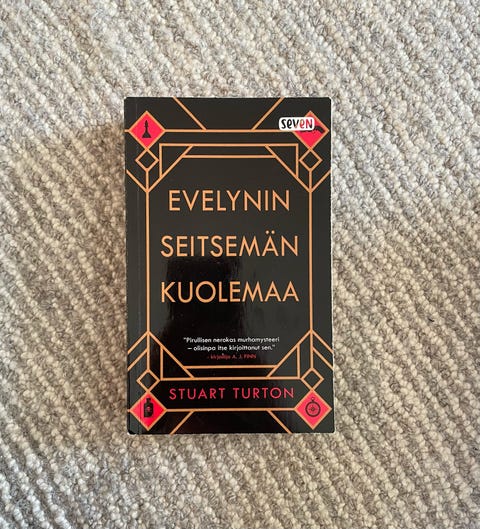 seven
EVELYNIN
SEITSEMÄN
KUOLEMAA
"Pirullisen nerokas murhamysteeri
– olisinpa itse kirjoittanut sen."
- kirjailija A. J. FINN
STUART TURTON